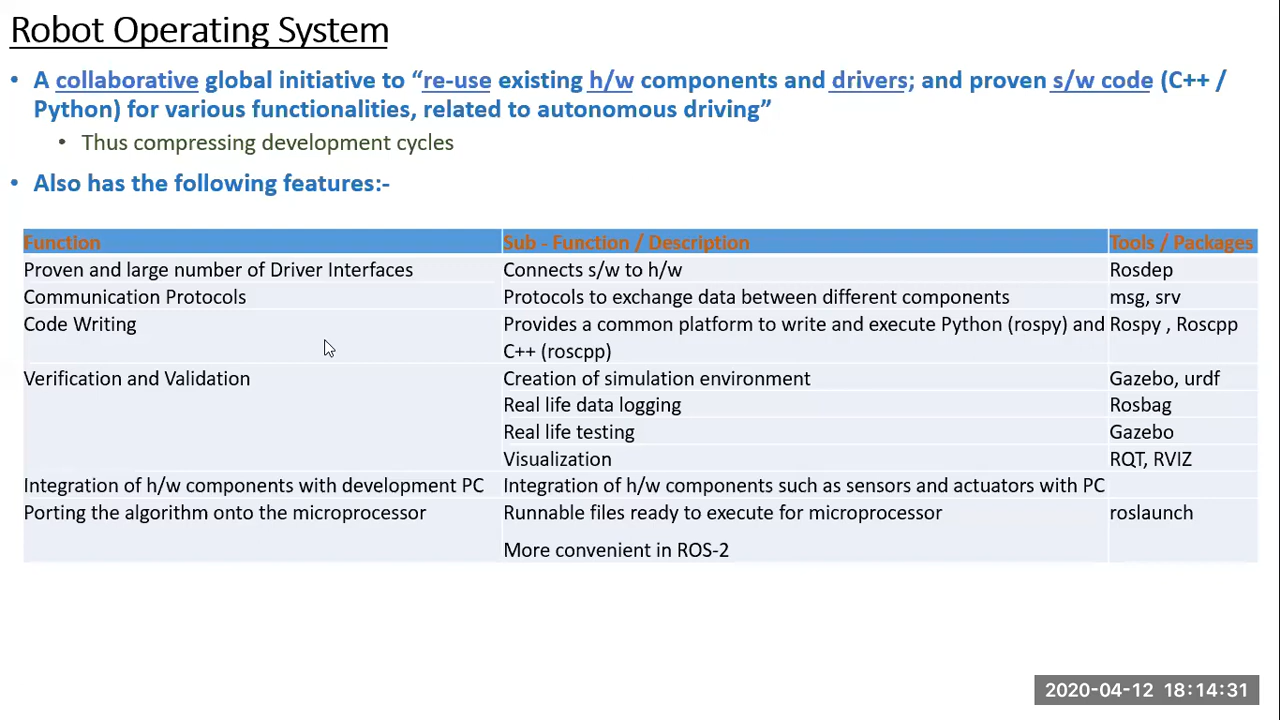 Robot Operating System
• A collaborative global initiative to “re-use existing h/w components and drivers; and proven s/w code (C++ /
Python) for various functionalities, related to autonomous driving”
• Thus compressing development cycles
• Also has the following features:-
Function Sub - Function / Description Tools / Packages
Proven and large number of Driver Interfaces Connects s/w to h/w Rosdep
Communication Protocols Protocols to exchange data between different components msg, srv
Code Writing Provides a common platform to write and execute Python (rospy) and Rospy , Roscpp
C++ (roscpp)
Verification and Validation Creation of simulation environment Gazebo, urdf
Real life data logging Rosbag
Real life testing Gazebo
Visualization RQT, RVIZ
Integration of h/w components with development PC Integration of h/w components such as sensors and actuators with PC
Porting the algorithm onto the microprocessor Runnable files ready to execute for microprocessor roslaunch
More convenient in ROS-2
2020-04-12 18:14:31